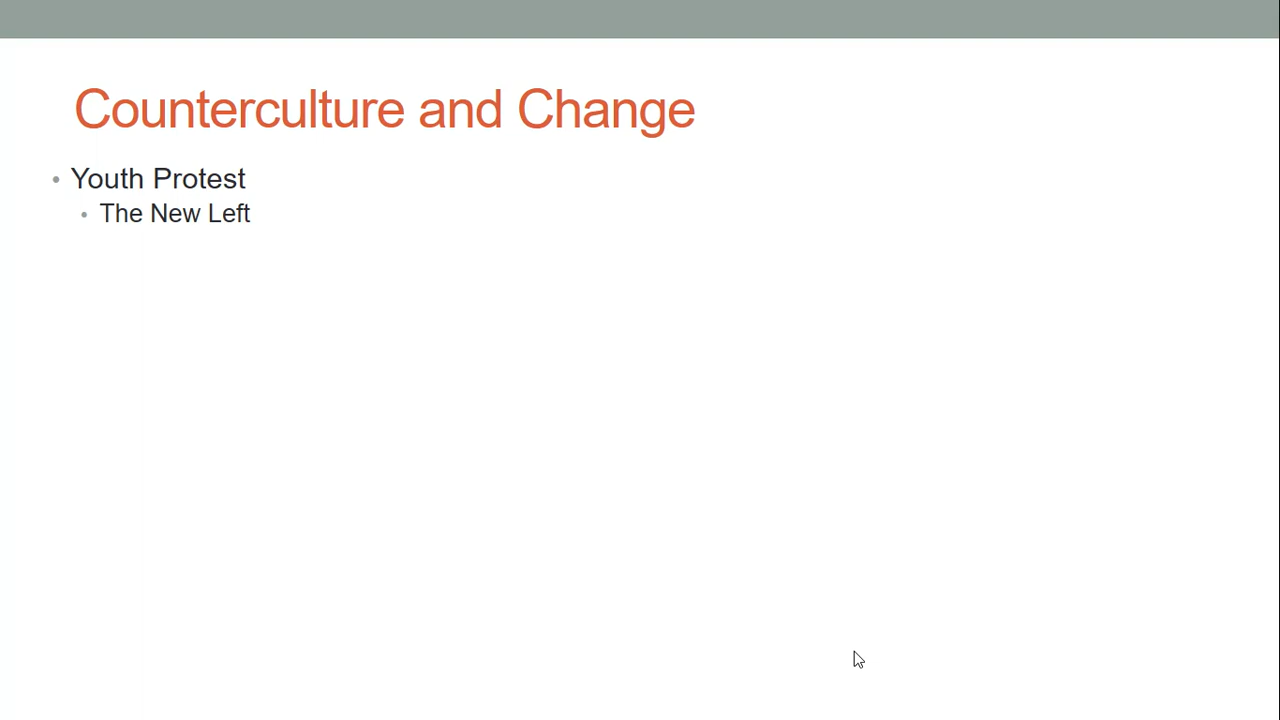 Counterculture and Change
• Youth Protest
• The New Left